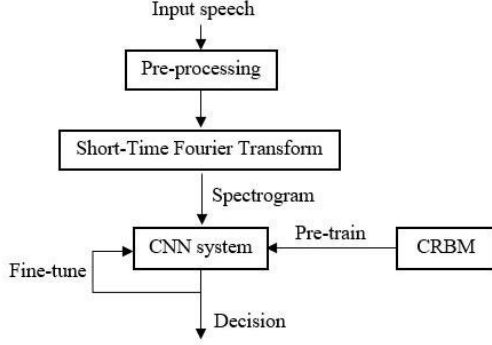 Input speech
Pre-processing
Short-Time Fourier Transform
Spectrogram
Pre-train
CNN system
CRBM
Fine-tune
Decision